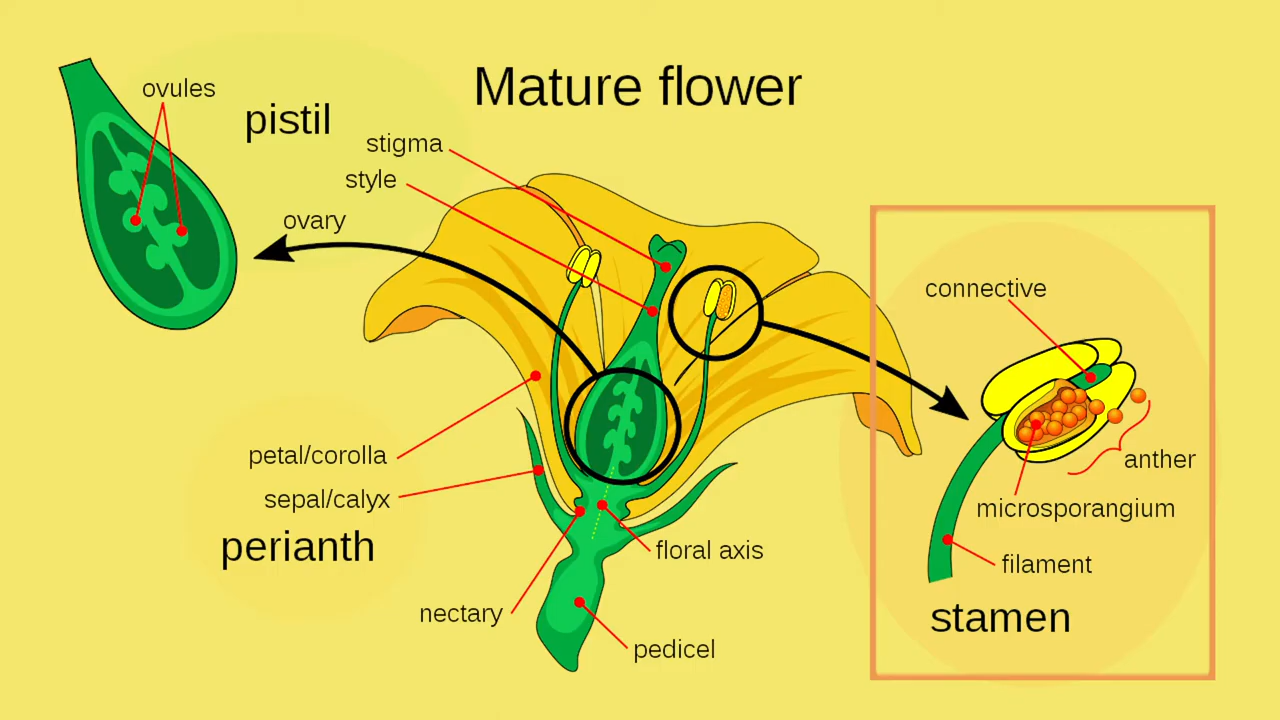 Mature flower
ovules
pistil
stigma
style
ovary
petal/corolla
sepal/calyx
perianth
nectary
floral axis
pedicel
connective
anther
microsporangium
filament
stamen